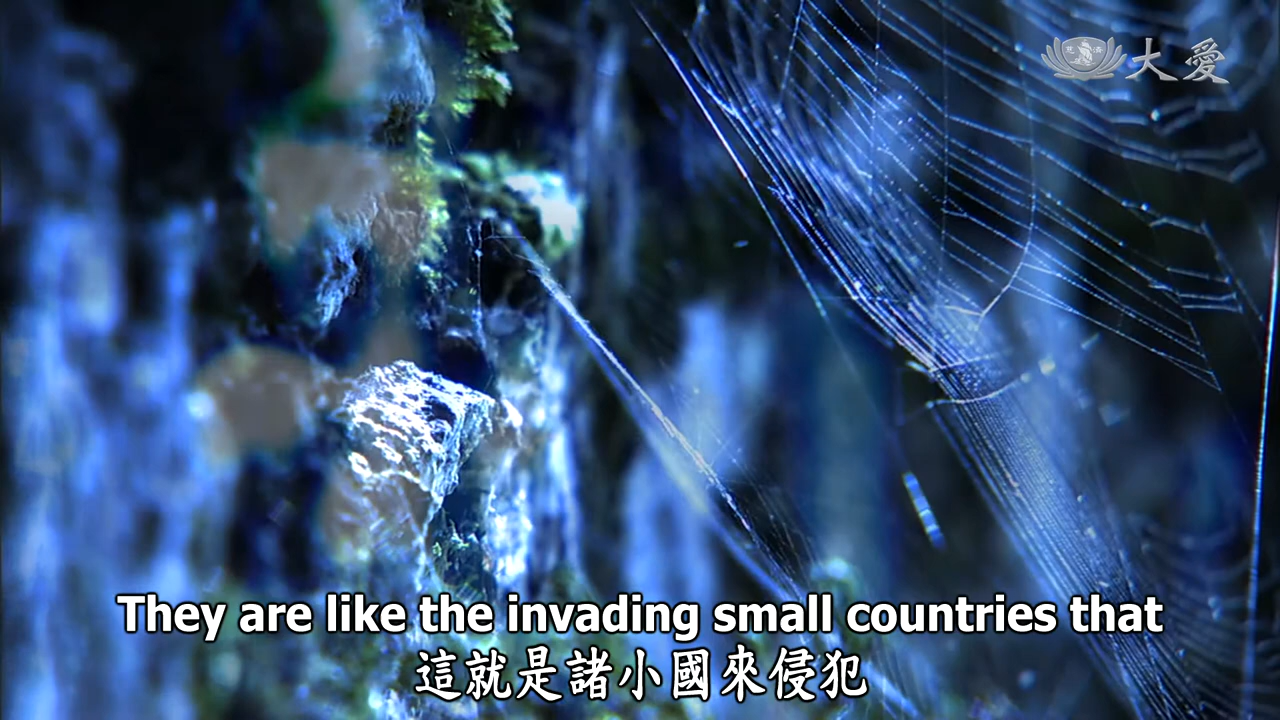 大愛
They are like the invading small countries that
這就是諸小國來侵犯